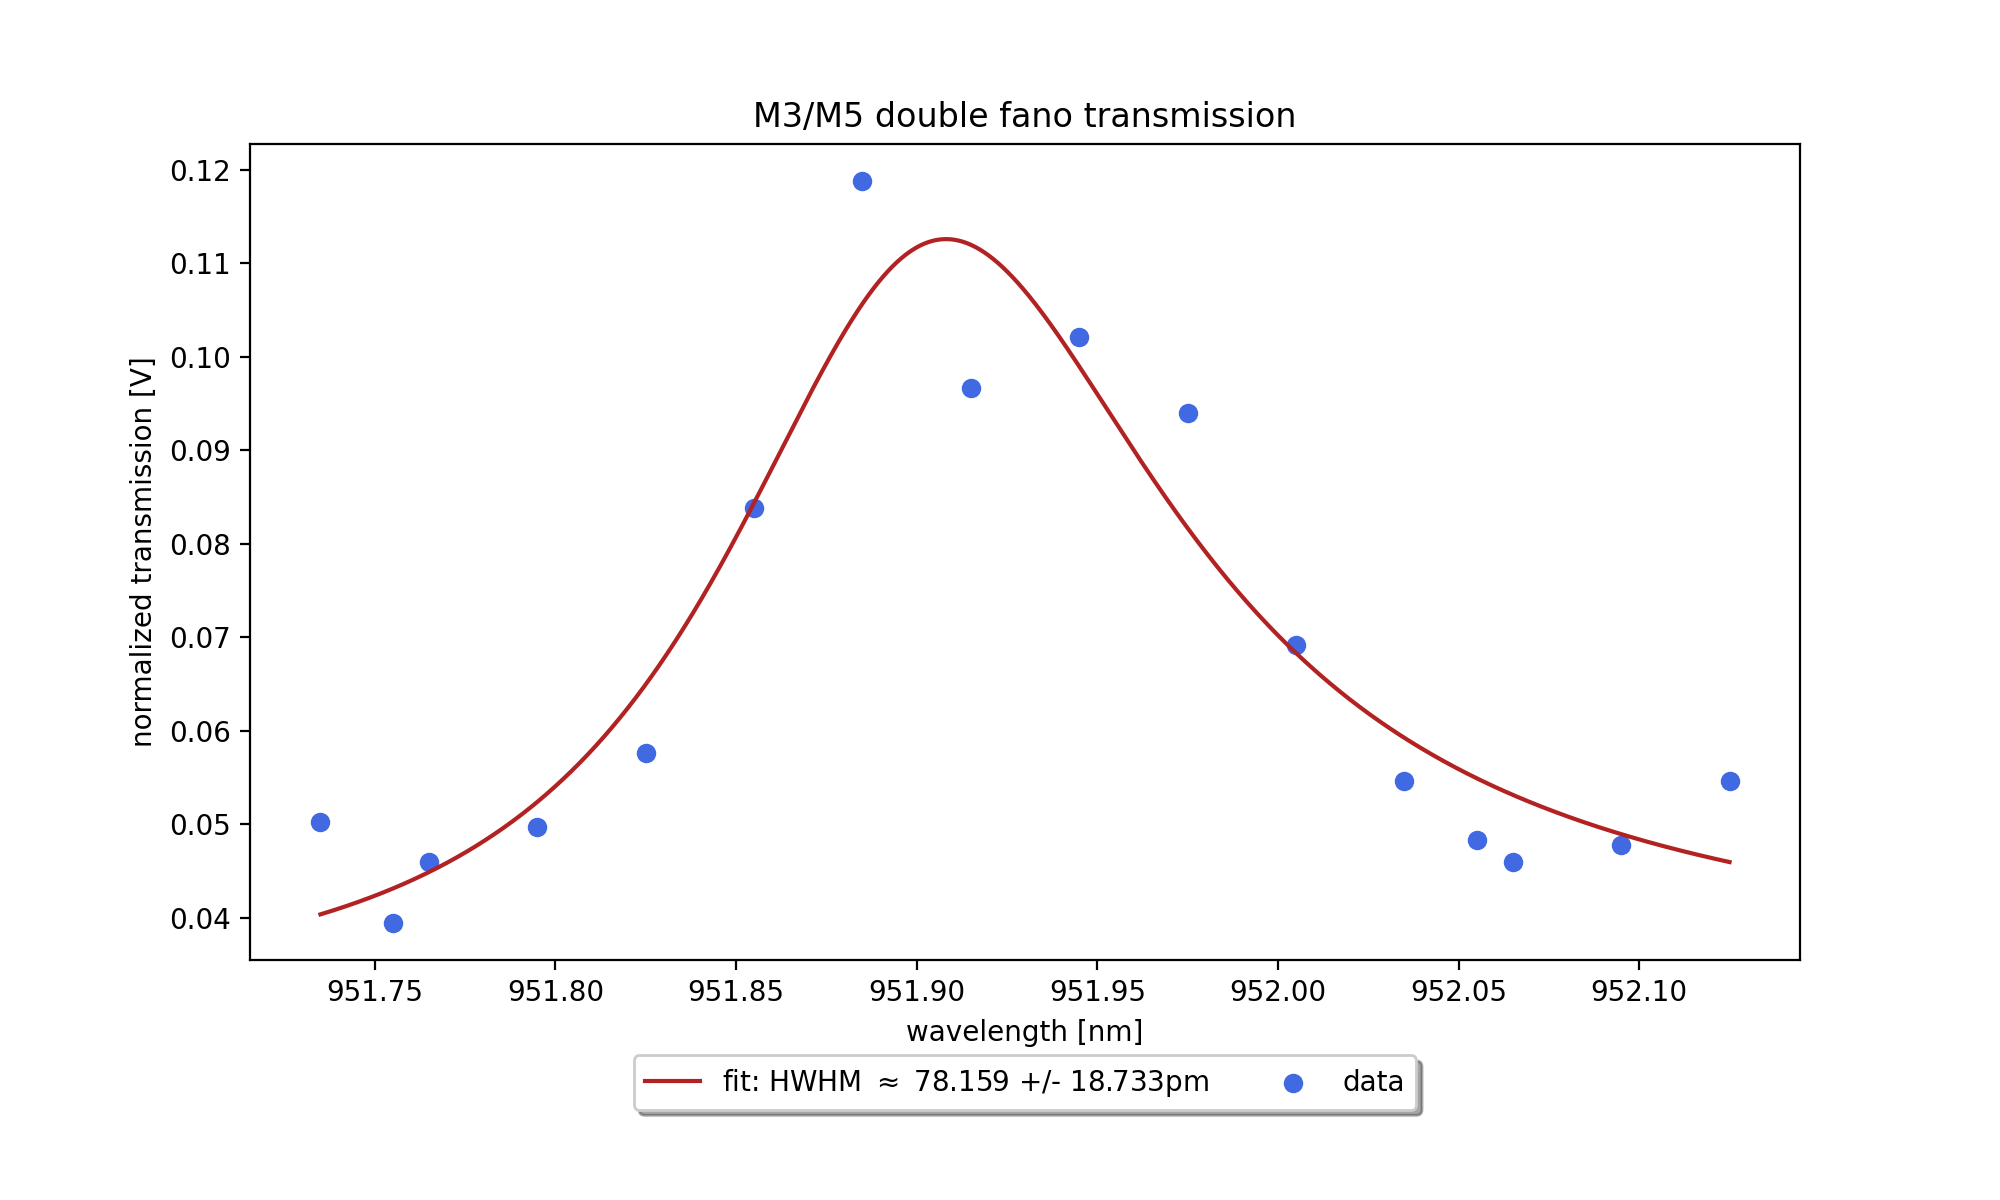 M3/M5 double fano transmission
normalized transmission [V]
0.12
0.11
0.10
0.09
0.08
0.07
0.06
0.05
0.04
951.75 951.80 951.85 951.90 951.95 952.00 952.05 952.10
wavelength [nm]
fit: HWHM ≈ 78.159 +/- 18.733pm data